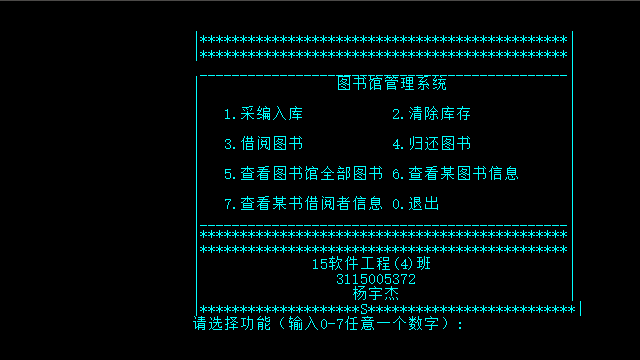 |**********************************************|
|**********************************************|
______________________________________________
图书馆管理系统
1.采编入库 2.清除库存
3.借阅图书 4.归还图书
5.查看图书馆全部图书 6.查看某图书信息
7.查看某书借阅者信息 0.退出
______________________________________________
**********************************************
**********************************************
15软件工程(4)班
3115005372
杨宇杰
|********************S**************************|
请选择功能（输入0-7任意一个数字）: